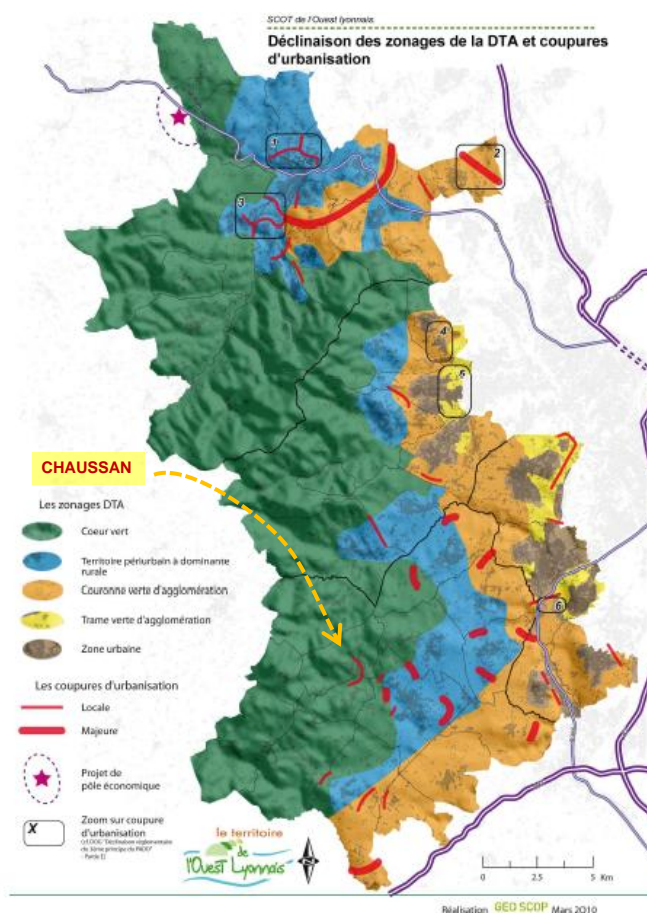 SCOT de l'Ouest lyonnais.
Déclinaison des zonages de la DTA et coupures
d'urbanisation
1
2
3
4
5
CHAUSSAN
Les zonages DTA
Coeur vert
Territoire périurbain à dominante
rurale
Couronne verte d'agglomération
Trame verte d'agglomération
Zone urbaine
6
Les coupures d'urbanisation
Locale
Majeure
Projet de
pôle économique
X
Zoom sur coupure
d'urbanisation
le territoire
de
l'Ouest Lyonnais
N
0 2.5 5 Km
Réalisation GEO SCOP Mars 2010